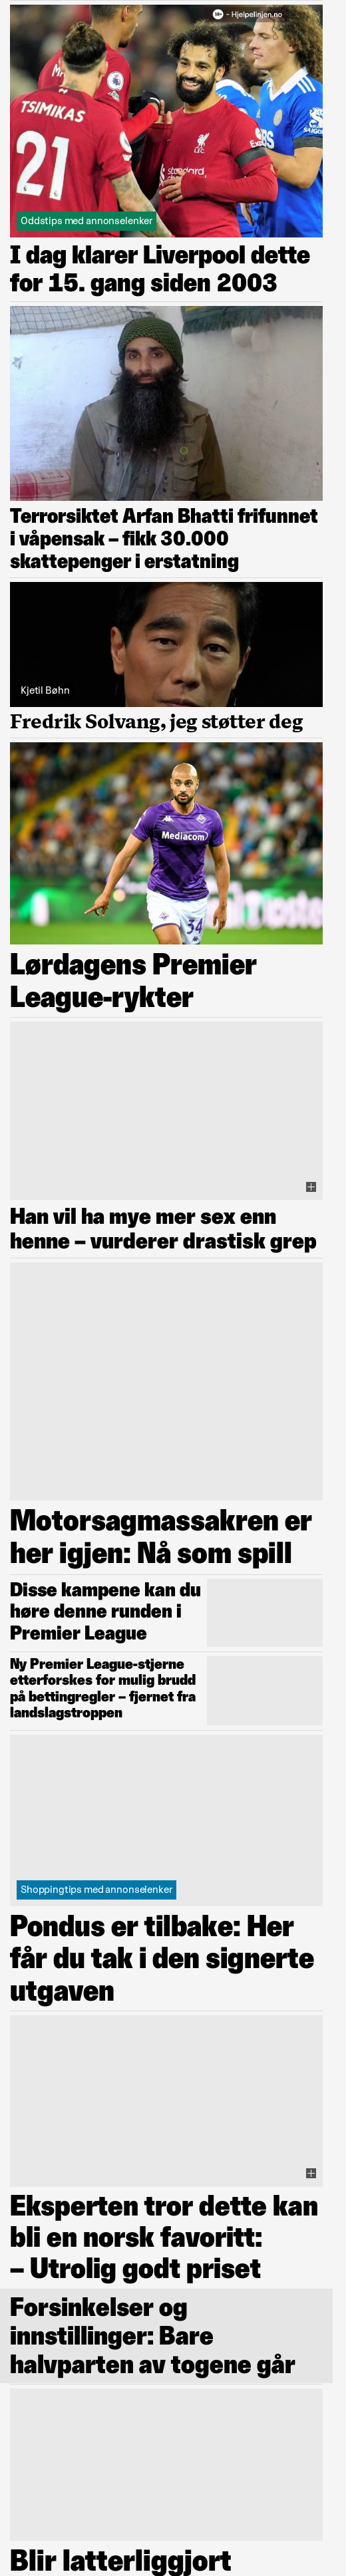 18+ – Hjelpelinjen.no
TSIMIKAS
21
standard
Oddstips med annonselenker
I dag klarer Liverpool dette
for 15. gang siden 2003
Terrorsiktet Arfan Bhatti frifunnet
i våpensak – fikk 30.000
skattepenger i erstatning
Kjetil Bøhn
Fredrik Solvang, jeg støtter deg
Mediacom
34
Lørdagens Premier
League-rykter
Han vil ha mye mer sex enn
henne – vurderer drastisk grep
Motorsagmassakren er
her igjen: Nå som spill
Disse kampene kan du
høre denne runden i
Premier League
Ny Premier League-stjerne
etterforskes for mulig brudd
på bettingregler – fjernet fra
landslagstroppen
Shoppingtips med annonselenker
Pondus er tilbake: Her
får du tak i den signerte
utgaven
Eksperten tror dette kan
bli en norsk favoritt:
– Utrolig godt priset
Forsinkelser og
innstillinger: Bare
halvparten av togene går
Blir latterliggjort